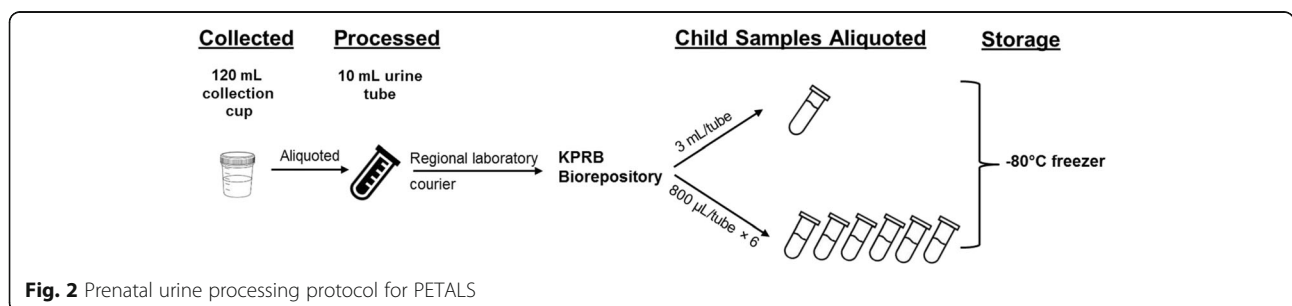 Collected
Processed
Child Samples Aliquoted
Storage
120 mL
collection
cup
10 mL urine
tube
Aliquoted
Regional laboratory
courier
KPRB
Biorepository
3 mL/tube
800 µL/tube × 6
-80°C freezer
Fig. 2 Prenatal urine processing protocol for PETALS